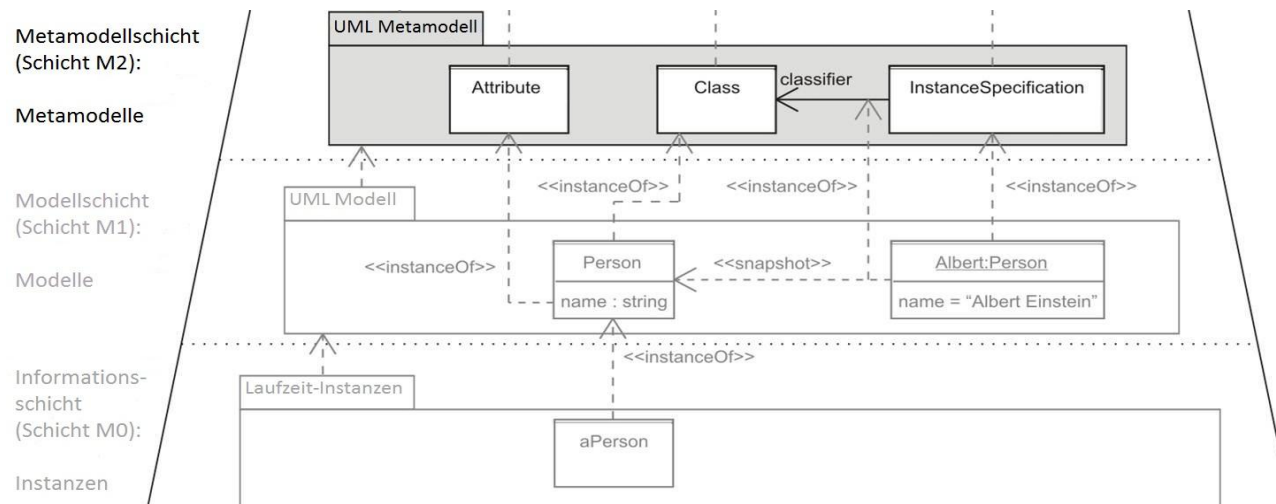 Metamodellschicht
(Schicht M2):
Metamodelle
UML Metamodell
Attribute
Class
classifier
InstanceSpecification
Modellschicht
(Schicht M1):
Modelle
UML Modell
<<instanceOf>>
<<instanceOf>>
<<instanceOf>>
<<instanceOf>>
Person
name : string
<<snapshot>>
Albert:Person
name = “Albert Einstein”
Informations-
schicht
(Schicht M0):
Instanzen
Laufzeit-Instanzen
<<instanceOf>>
aPerson